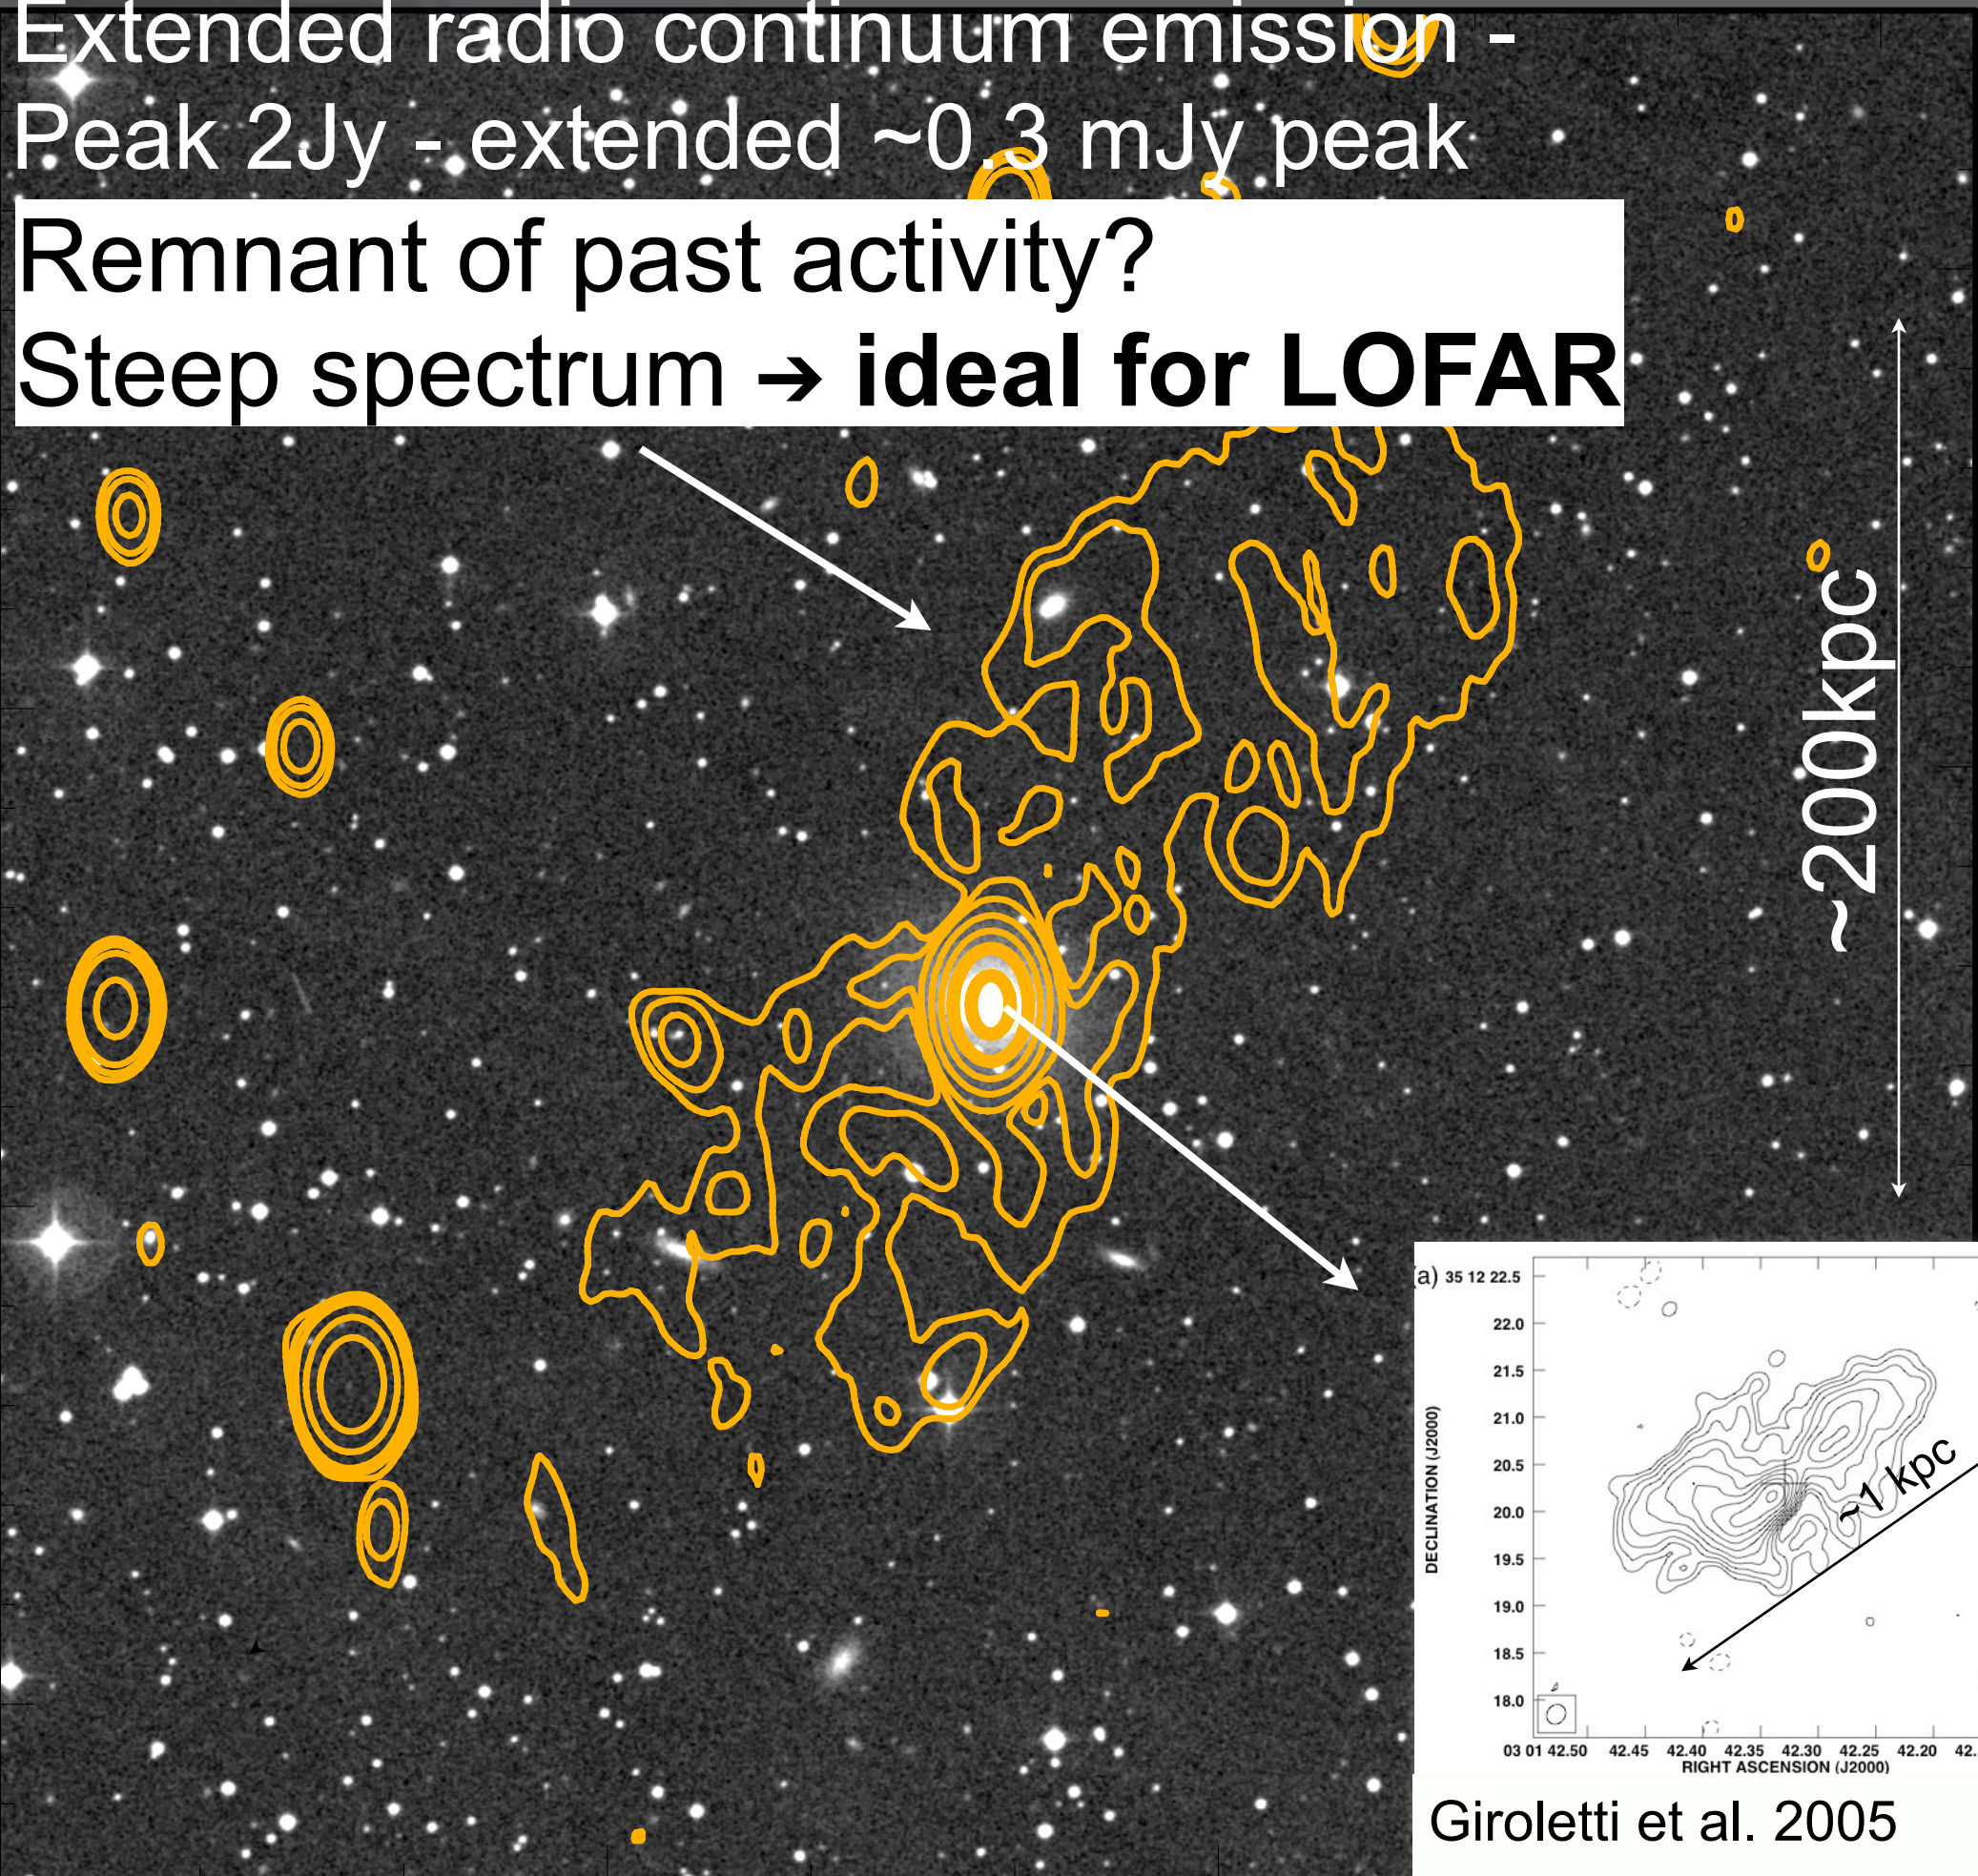 Extended radio continuum emission -
Peak 2Jy - extended ~0.3 mJy peak
Remnant of past activity?
Steep spectrum ➔ ideal for LOFAR
~200kpc
(a) 35 12 22.5
22.0
21.5
21.0
20.5
20.0
19.5
19.0
18.5
18.0
DECLINATION (J2000)
~1 kpc
03 01 42.50 42.45 42.40 42.35 42.30 42.25 42.20 42.
RIGHT ASCENSION (J2000)
Giroletti et al. 2005